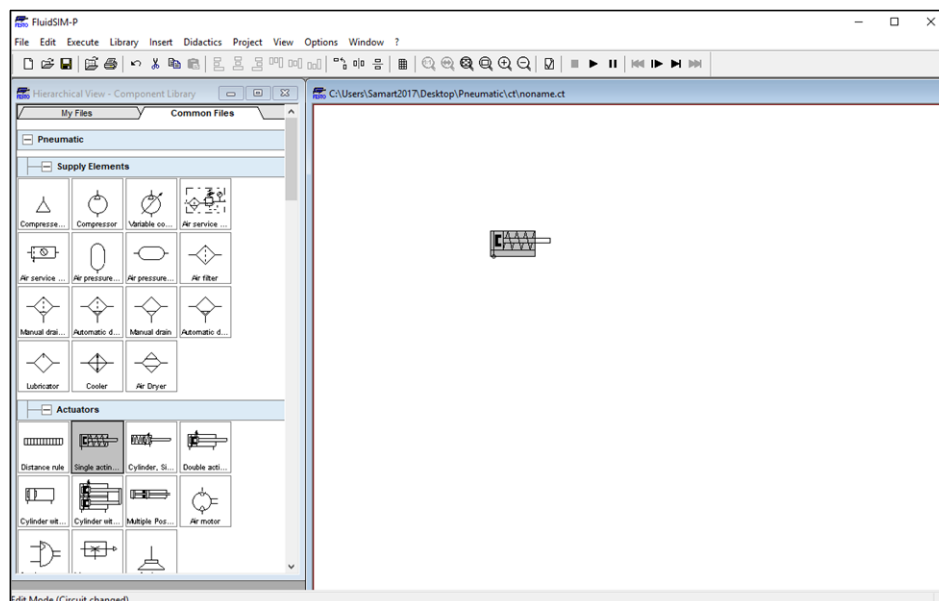 FluidSIM-P
File Edit Execute Library Insert Didactics Project View Options Window ?
Hierarchical View - Component Library
My Files Common Files
Pneumatic
Supply Elements
Compresse... Compressor Variable co... Air service ...
Air service ... Air pressure... Air pressure... Air filter
Manual drai... Automatic d... Manual drain Automatic d...
Lubricator Cooler Air Dryer
Actuators
Distance rule Single actin... Cylinder, Si... Double acti...
Cylinder wit... Cylinder wit... Multiple Pos... Air motor
C:\Users\Samart2017\Desktop\Pneumatic\ct\noname.ct
Edit Mode (Circuit changed)